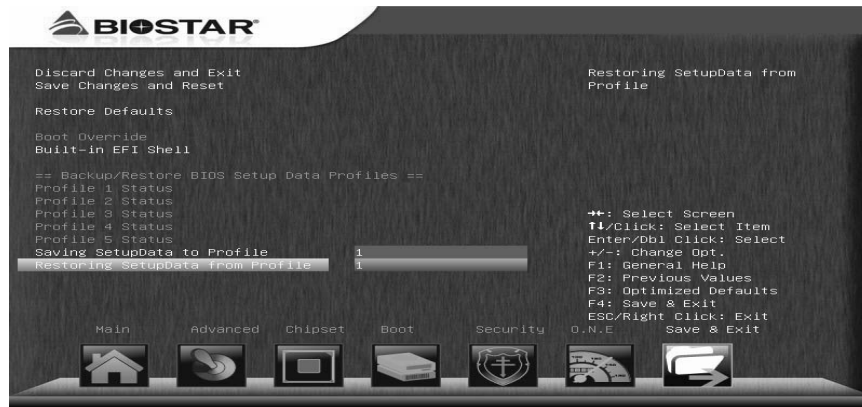 BIOSTAR®
Discard Changes and Exit
Save Changes and Reset
Restore Defaults
Boot Override
Built-in EFI Shell
== Backup/Restore BIOS Setup Data Profiles ==
Profile 1 Status
Profile 2 Status
Profile 3 Status
Profile 4 Status
Profile 5 Status
Saving SetupData to Profile 1
Restoring SetupData from Profile 1
Restoring SetupData from
Profile
→←: Select Screen
↑↓/Click: Select Item
Enter/Dbl Click: Select
+/-: Change Opt.
F1: General Help
F2: Previous Values
F3: Optimized Defaults
F4: Save & Exit
ESC/Right Click: Exit
Main Advanced Chipset Boot Security O.N.E Save & Exit